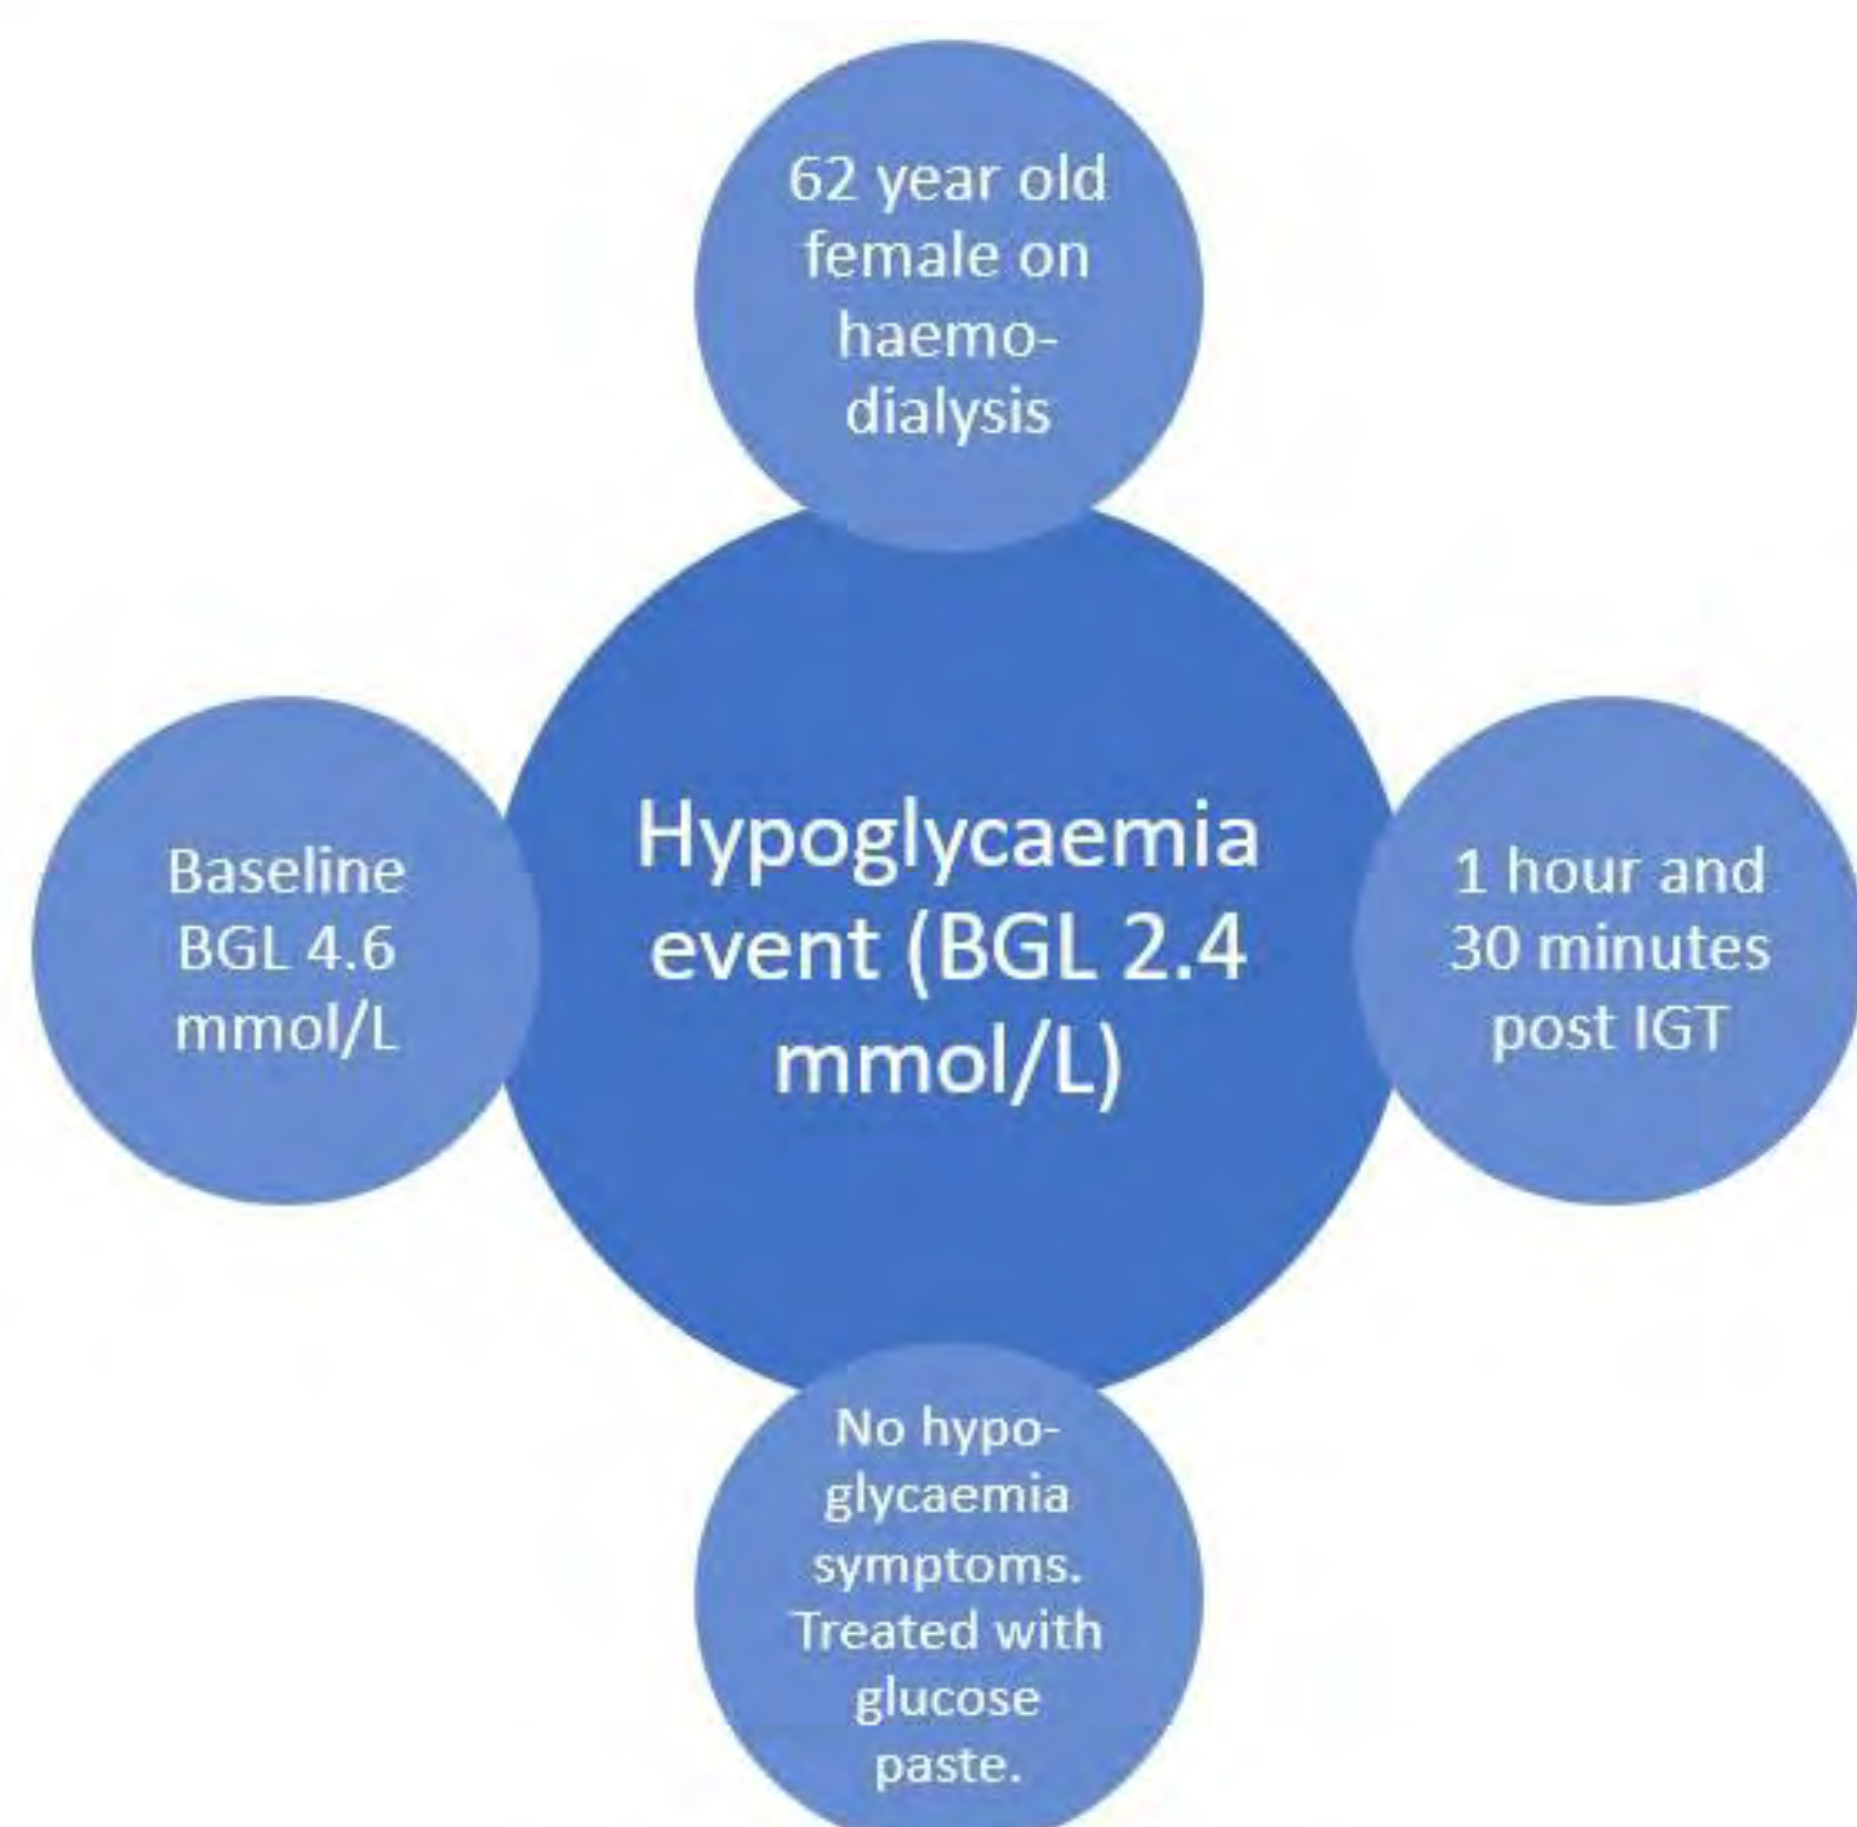 62 year old
female on
haemo-
dialysis
Baseline
BGL 4.6
mmol/L
Hypoglycaemia
event (BGL 2.4
mmol/L)
1 hour and
30 minutes
post IGT
No hypo-
glycaemia
symptoms.
Treated with
glucose
paste.